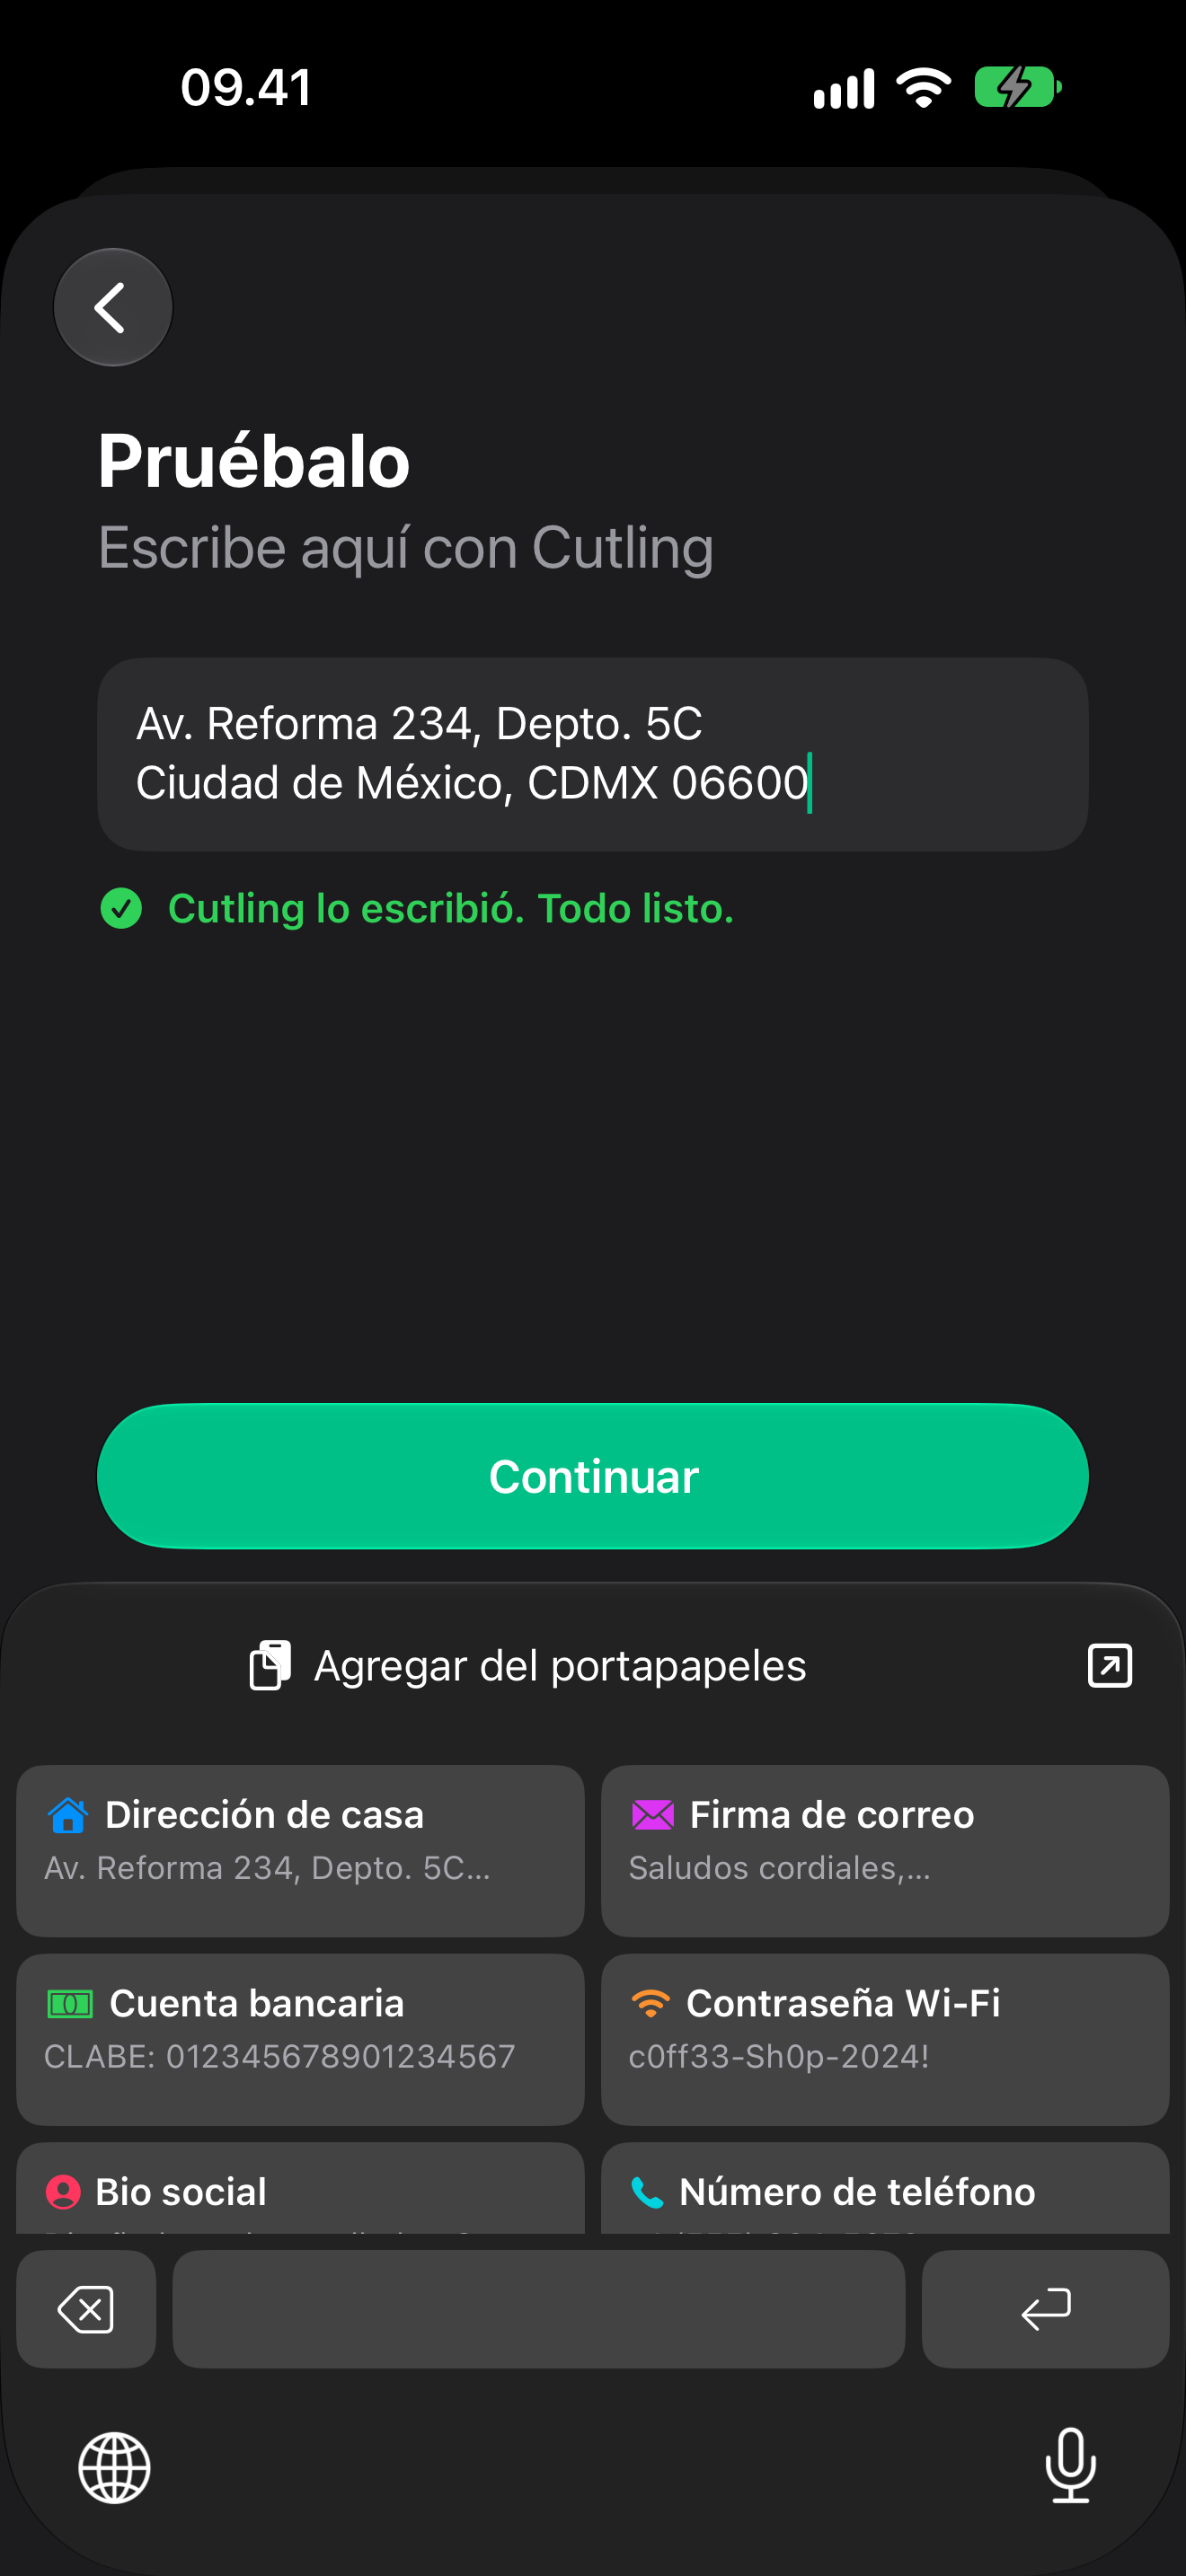 09.41
Pruébalo
Escribe aquí con Cutling
Av. Reforma 234, Depto. 5C
Ciudad de México, CDMX 06600
Cutling lo escribió. Todo listo.
Continuar
Agregar del portapapeles
Dirección de casa
Av. Reforma 234, Depto. 5C...
Firma de correo
Saludos cordiales,...
Cuenta bancaria
CLABE: 012345678901234567
Contraseña Wi-Fi
c0ff33-Sh0p-2024!
Bio social
Número de teléfono